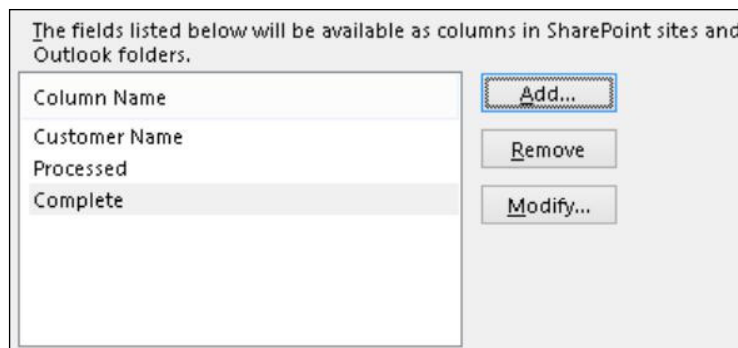 The fields listed below will be available as columns in SharePoint sites and
Outlook folders.
Column Name
Add...
Customer Name
Remove
Processed
Complete
Modify...